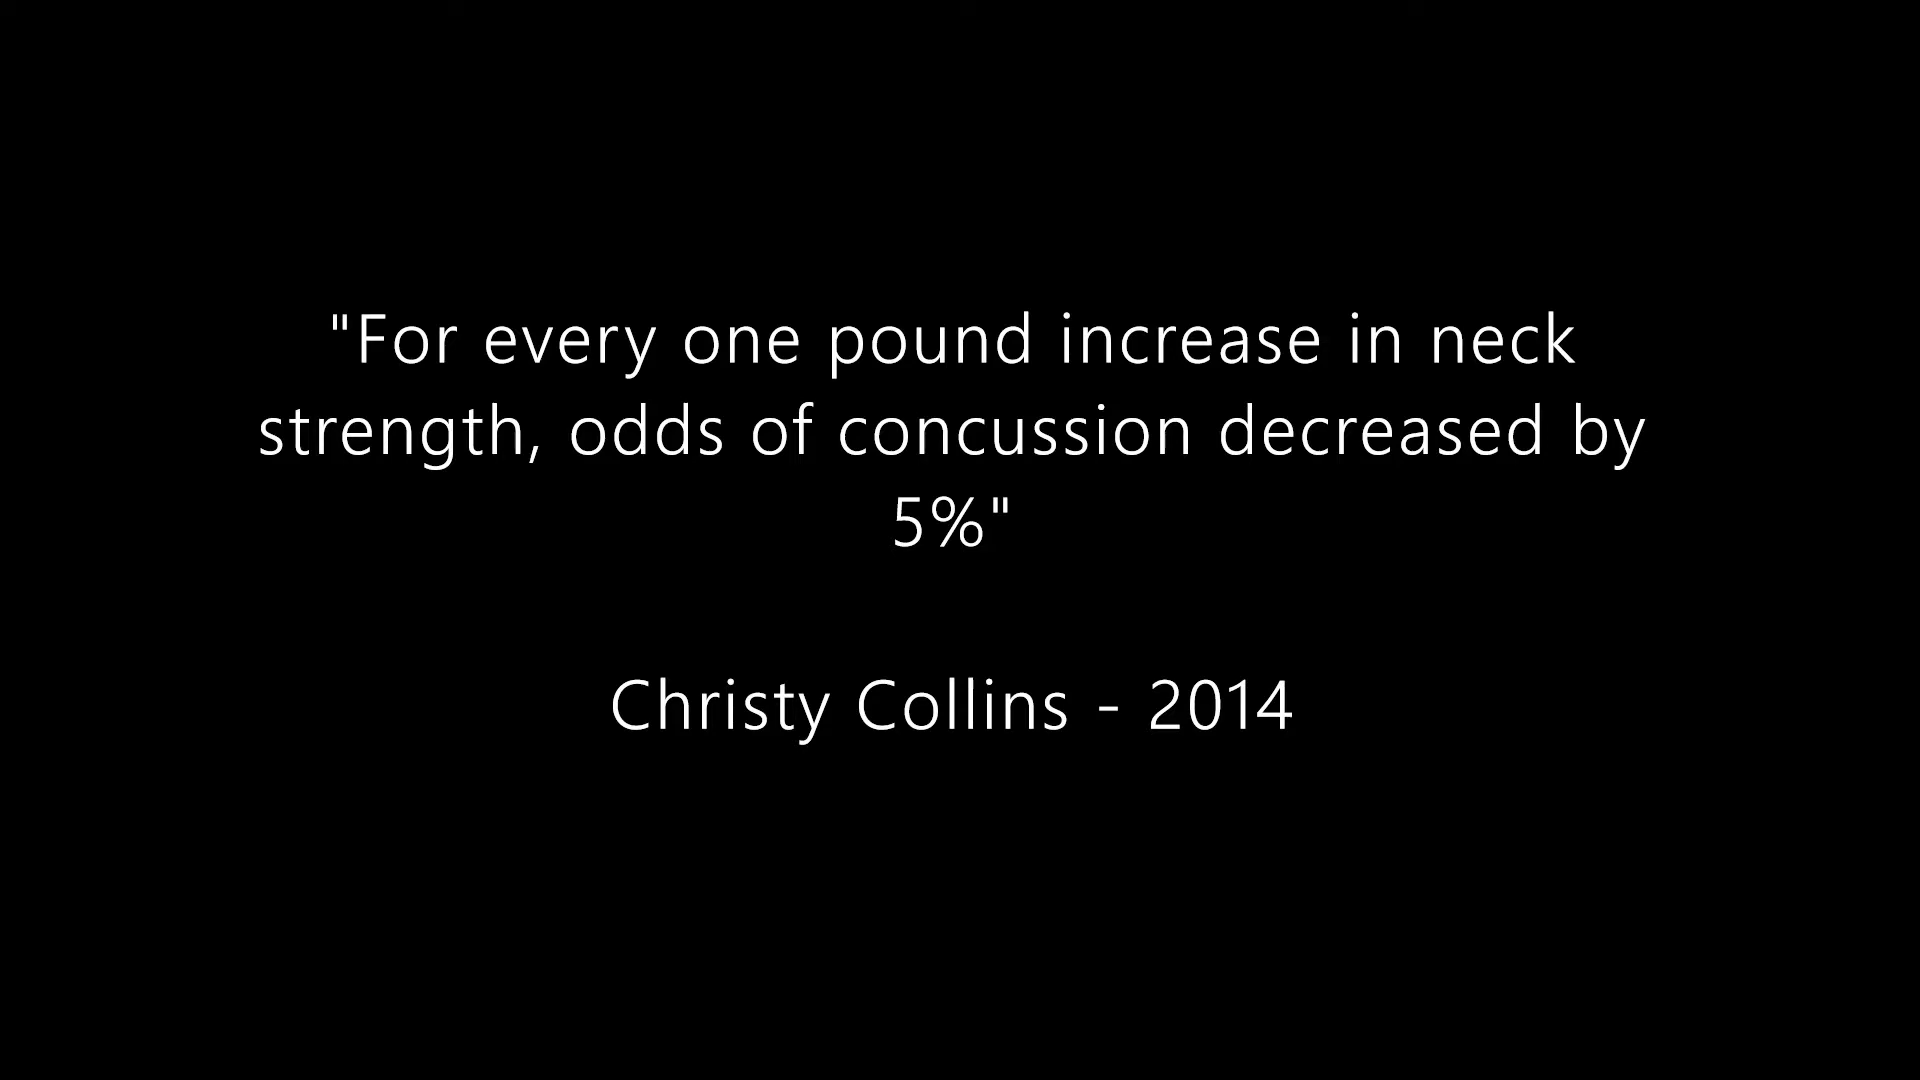 "For every one pound increase in neck
strength, odds of concussion decreased by
5%"
Christy Collins - 2014